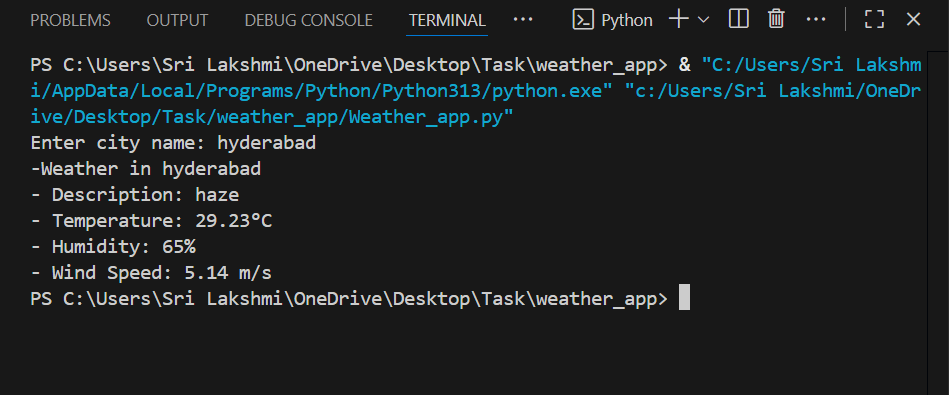 PROBLEMS OUTPUT DEBUG CONSOLE TERMINAL ··· Python
PS C:\Users\Sri Lakshmi\OneDrive\Desktop\Task\weather_app> & "C:/Users/Sri Lakshm
i/AppData/Local/Programs/Python/Python313/python.exe" "c:/Users/Sri Lakshmi/OneDr
ive/Desktop/Task/weather_app/Weather_app.py"
Enter city name: hyderabad
-Weather in hyderabad
- Description: haze
- Temperature: 29.23°C
- Humidity: 65%
- Wind Speed: 5.14 m/s
PS C:\Users\Sri Lakshmi\OneDrive\Desktop\Task\weather_app>